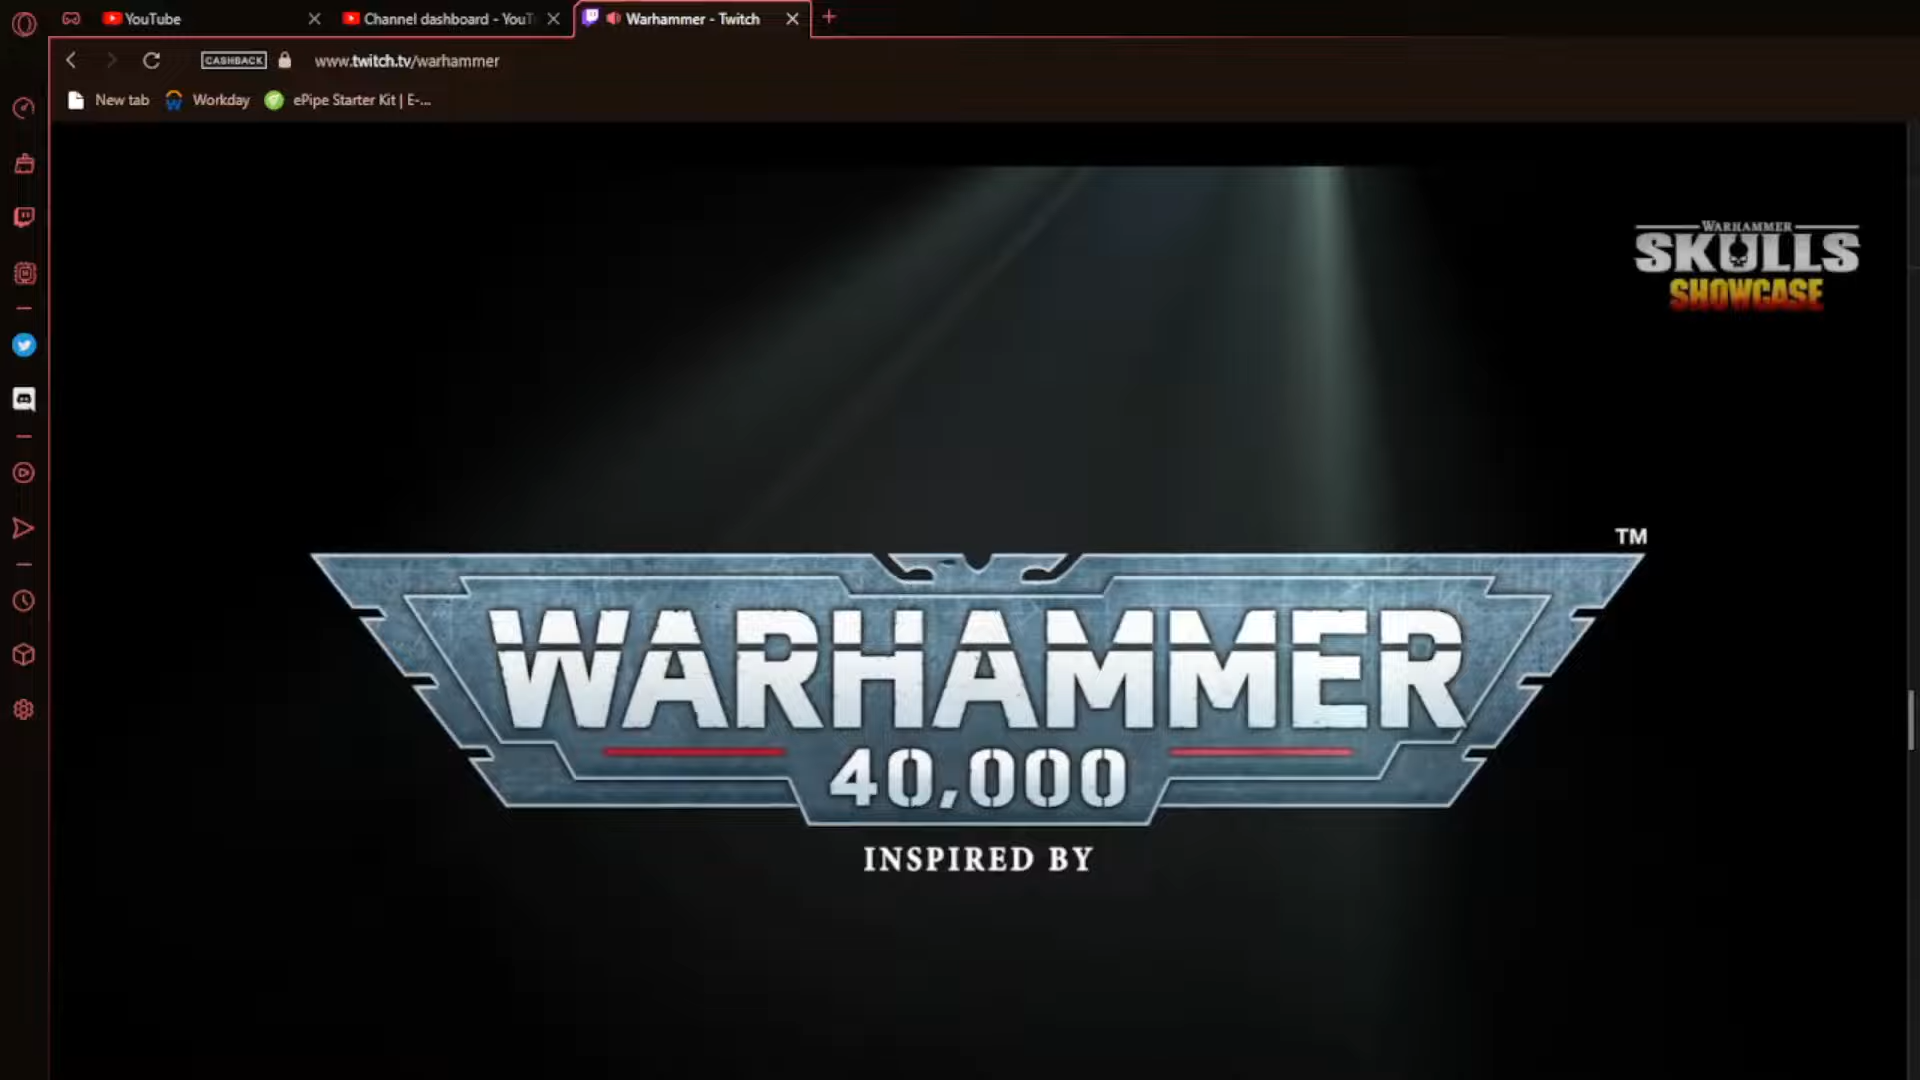 YouTube
Channel dashboard - YouT
Warhammer - Twitch
CASHBACK
www.twitch.tv/warhammer
New tab
Workday
ePipe Starter Kit | E-...
WARHAMMER
SKULLS
SHOWCASE
TM
WARHAMMER
40,000
INSPIRED BY